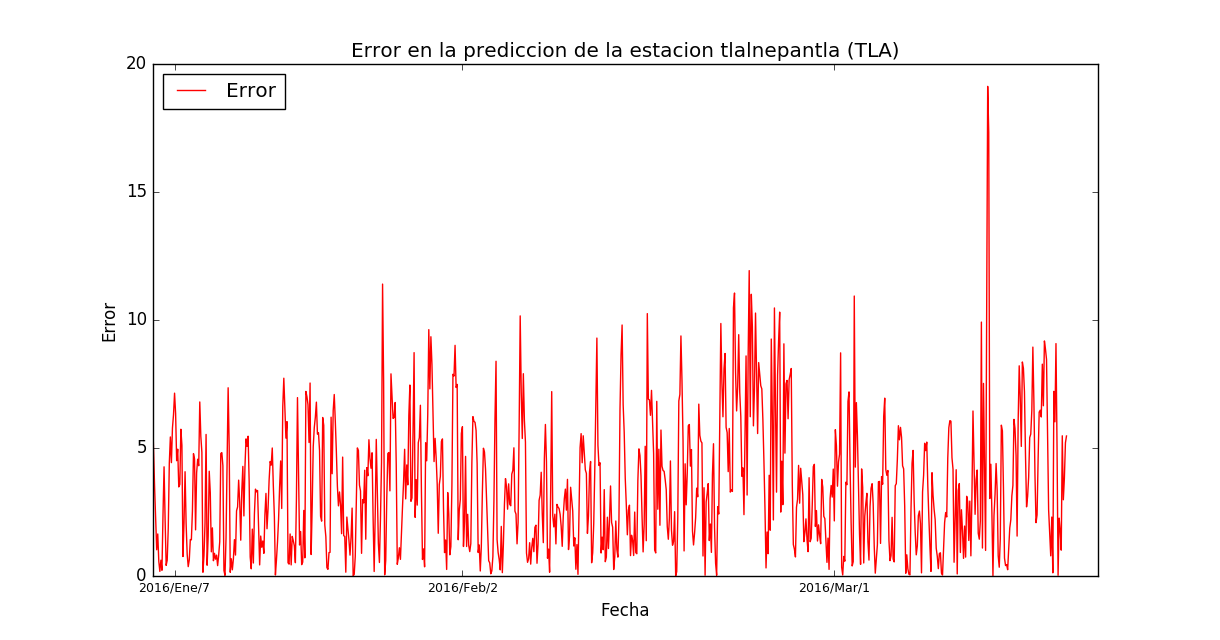 Error en la prediccion de la estacion tlalnepantla (TLA)
Error
20
15
10
5
0
Error
2016/Ene/7
2016/Feb/2
2016/Mar/1
Fecha